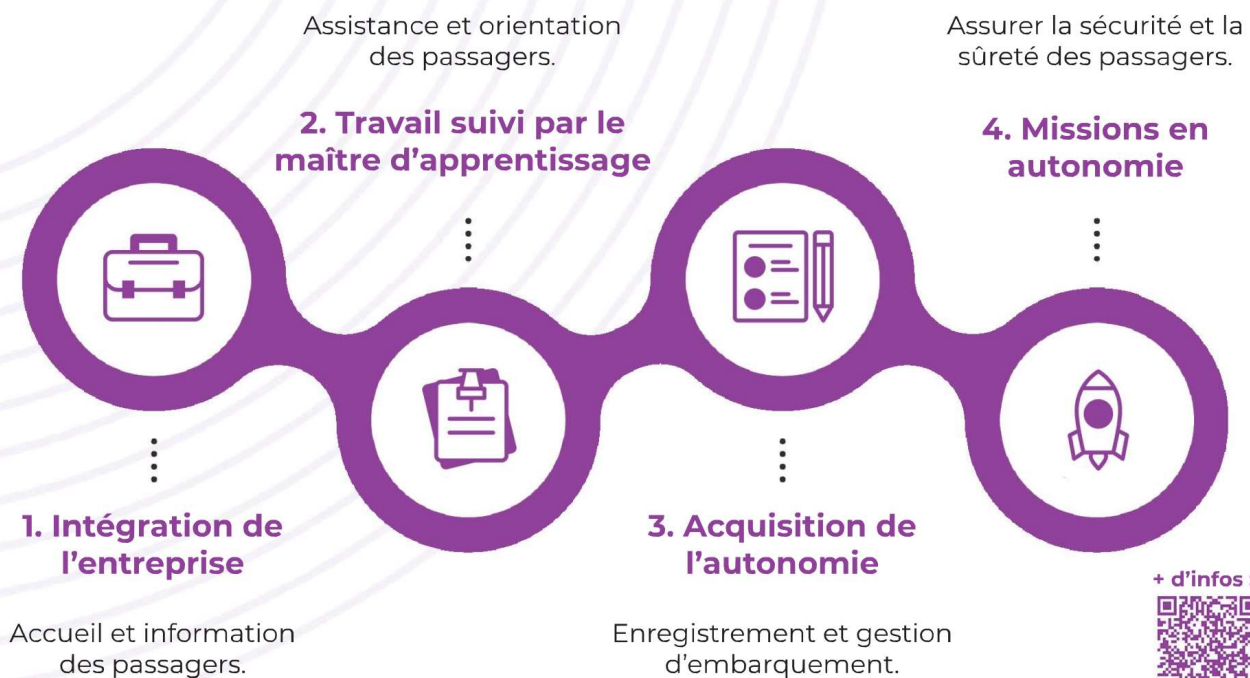 Assistance et orientation
des passagers.
2. Travail suivi par le
maître d’apprentissage
Assurer la sécurité et la
sûreté des passagers.
4. Missions en
autonomie
1. Intégration de
l’entreprise
Accueil et information
des passagers.
3. Acquisition de
l’autonomie
Enregistrement et gestion
d’embarquement.
+ d’infos :